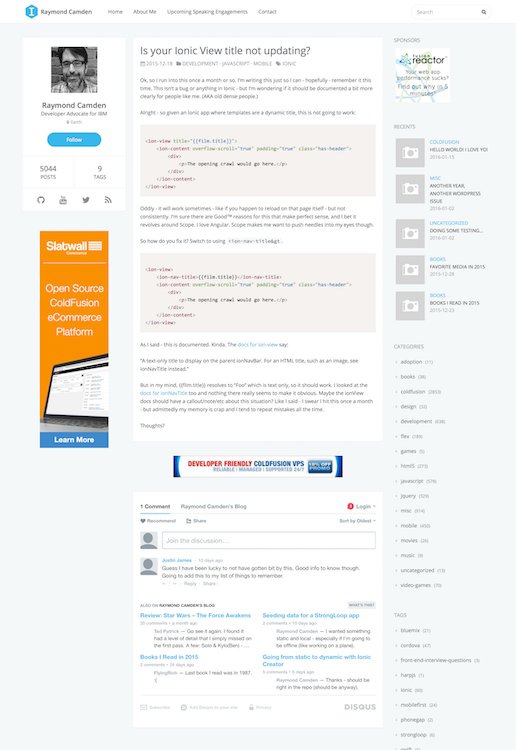 Raymond Camden
Home
About Me
Upcoming Speaking Engagements
Contact
Search
Raymond Camden
Developer Advocate for IBM
Earth
Follow
5044
POSTS
9
TAGS
Slatwall
Commerce
Open Source
ColdFusion
eCommerce
Platform
Learn More
Is your Ionic View title not updating?
2015-12-18 DEVELOPMENT · JAVASCRIPT · MOBILE IONIC
Ok, so I run into this once a month or so. I'm writing this just so I can - hopefully - remember it this
time. This isn't a bug or anything in Ionic - but I'm wondering if it should be documented a bit more
clearly for people like me. (AKA old dense people.)
Alright - so given an Ionic app where templates are a dynamic title, this is not going to work:
<ion-view title="{{film.title}}">
<ion-content overflow-scroll="true" padding="true" class="has-header">
<div>
<p>The opening crawl would go here.</p>
</div>
</ion-content>
</ion-view>
Oddly - it will work sometimes - like if you happen to reload on that page itself - but not
consistently. I'm sure there are Good™ reasons for this that make perfect sense, and I bet it
revolves around Scope. I love Angular. Scope makes me want to push needles into my eyes though.
So how do you fix it? Switch to using <ion-nav-title&gt.
<ion-view>
<ion-nav-title>{{film.title}}</ion-nav-title>
<ion-content overflow-scroll="true" padding="true" class="has-header">
<div>
<p>The opening crawl would go here.</p>
</div>
</ion-content>
</ion-view>
As I said - this is documented. Kinda. The docs for ion-view say:
"A text-only title to display on the parent ionNavBar. For an HTML title, such as an image, see
ionNavTitle instead."
But in my mind, {{film.title}} resolves to "Foo" which is text only, so it should work. I looked at the
docs for ionNavTitle too and nothing there really seems to make it obvious. Maybe the ionView
docs should have a callout/note/etc about this situation? Like I said - I swear I hit this once a month
- but admittedly my memory is crap and I tend to repeat mistakes all the time.
Thoughts?
DEVELOPER FRIENDLY COLDFUSION VPS
RELIABLE | MANAGED | SUPPORTED 24/7
10% OFF
PROMO
1 Comment
Raymond Camden's Blog
Login
Recommend
Share
Sort by Oldest
Join the discussion...
Justin James · 10 days ago
Guess I have been lucky to not have gotten bit by this. Good info to know though.
Going to add this to my list of things to remember.
Reply · Share
ALSO ON RAYMOND CAMDEN'S BLOG
WHAT'S THIS?
Review: Star Wars – The Force Awakens
20 comments • a month ago
Ted Patrick — Go see it again. I found it
had a level of detail that I simply missed on
the first pass. A few: Solo & Kylo(Ben) - …
Books I Read in 2015
5 comments • 24 days ago
FlyingRich — Last book I read was in 1987.
:)
Seeding data for a StrongLoop app
2 comments • 10 days ago
Raymond Camden — I wanted something
static and local - especially if I'm going to
be offline (like working on a plane).
Going from static to dynamic with Ionic
Creator
5 comments • 23 days ago
Raymond Camden — Thanks - should be
right in the repo (should be anyway).
Subscribe
Add Disqus to your site
Privacy
DISQUS
SPONSORS
fusion
reactor
Your web app
performance sucks?
Find out why in 5
minutes
RECENTS
COLDFUSION
HELLO WORLD I LOVE YO!
2016-01-13
MISC
ANOTHER YEAR,
ANOTHER WORDPRESS
ISSUE
2016-01-02
UNCATEGORIZED
DOING SOME TESTING...
2016-01-02
BOOKS
FAVORITE MEDIA IN 2015
2015-12-28
BOOKS
BOOKS I READ IN 2015
2015-12-23
CATEGORIES
adoption (11)
books (38)
coldfusion (2853)
design (32)
development (638)
flex (189)
games (5)
html5 (273)
javascript (578)
jquery (329)
misc (914)
mobile (400)
movies (26)
music (9)
uncategorized (13)
video-games (70)
TAGS
bluemix (21)
cordova (47)
front-end-interview-questions (3)
harpjs (1)
ionic (60)
mobilefirst (24)
phonegap (2)
strongloop (6)